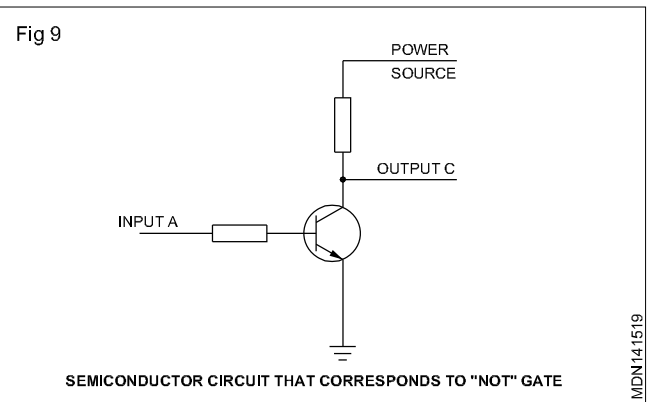 Fig 9
POWER
SOURCE
OUTPUT C
INPUT A
SEMICONDUCTOR CIRCUIT THAT CORRESPONDS TO "NOT" GATE
MDN141519